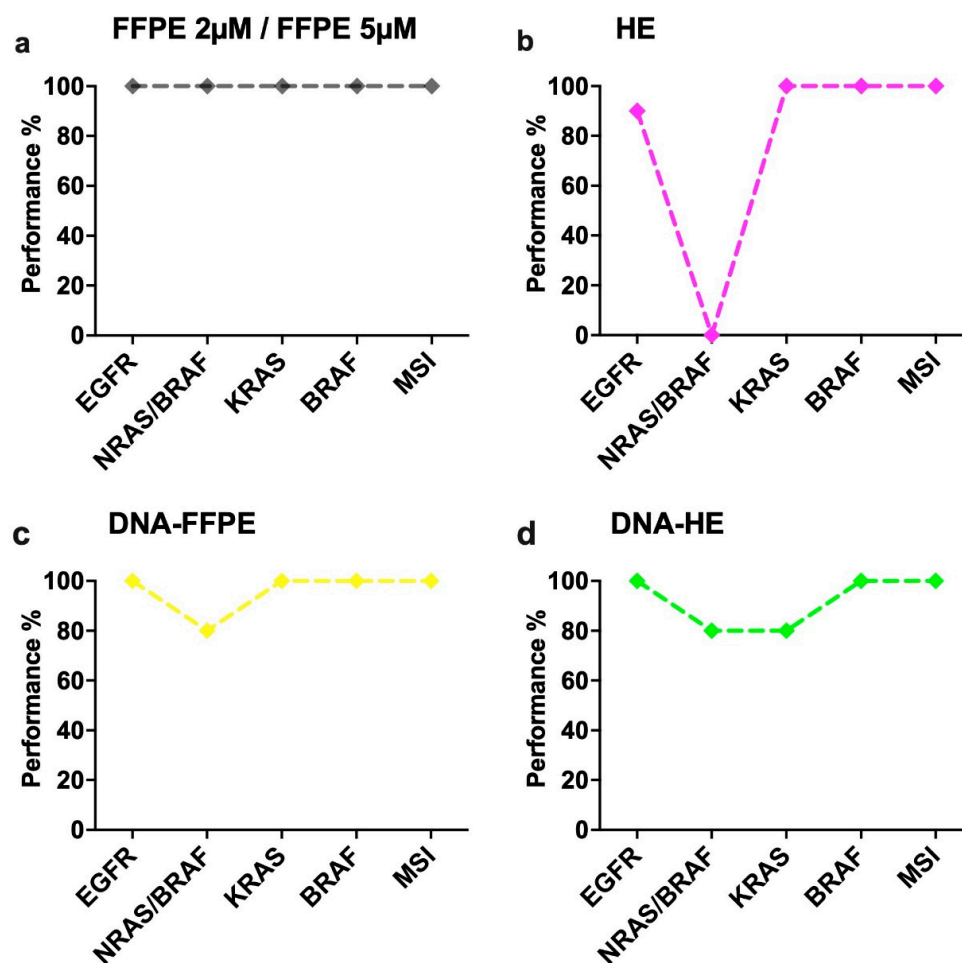 a FFPE 2µM / FFPE 5µM
Performance %
100
80
60
40
20
0
EGFR
NRAS/BRAF
KRAS
BRAF
MSI
b HE
Performance %
100
80
60
40
20
0
EGFR
NRAS/BRAF
KRAS
BRAF
MSI
c DNA-FFPE
Performance %
100
80
60
40
20
0
EGFR
NRAS/BRAF
KRAS
BRAF
MSI
d DNA-HE
Performance %
100
80
60
40
20
0
EGFR
NRAS/BRAF
KRAS
BRAF
MSI